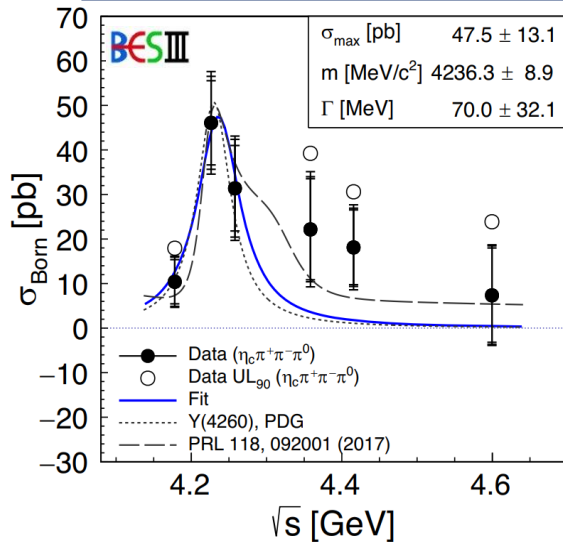 BESIII
σmax [pb] 47.5 ± 13.1
m [MeV/c²] 4236.3 ± 8.9
Γ [MeV] 70.0 ± 32.1
σBorn [pb]
70
60
50
40
30
20
10
0
−10
−20
−30
Data (ηcπ⁺π⁻π⁰)
Data UL₉₀ (ηcπ⁺π⁻π⁰)
Fit
Y(4260), PDG
PRL 118, 092001 (2017)
4.2 4.4 4.6
√s [GeV]